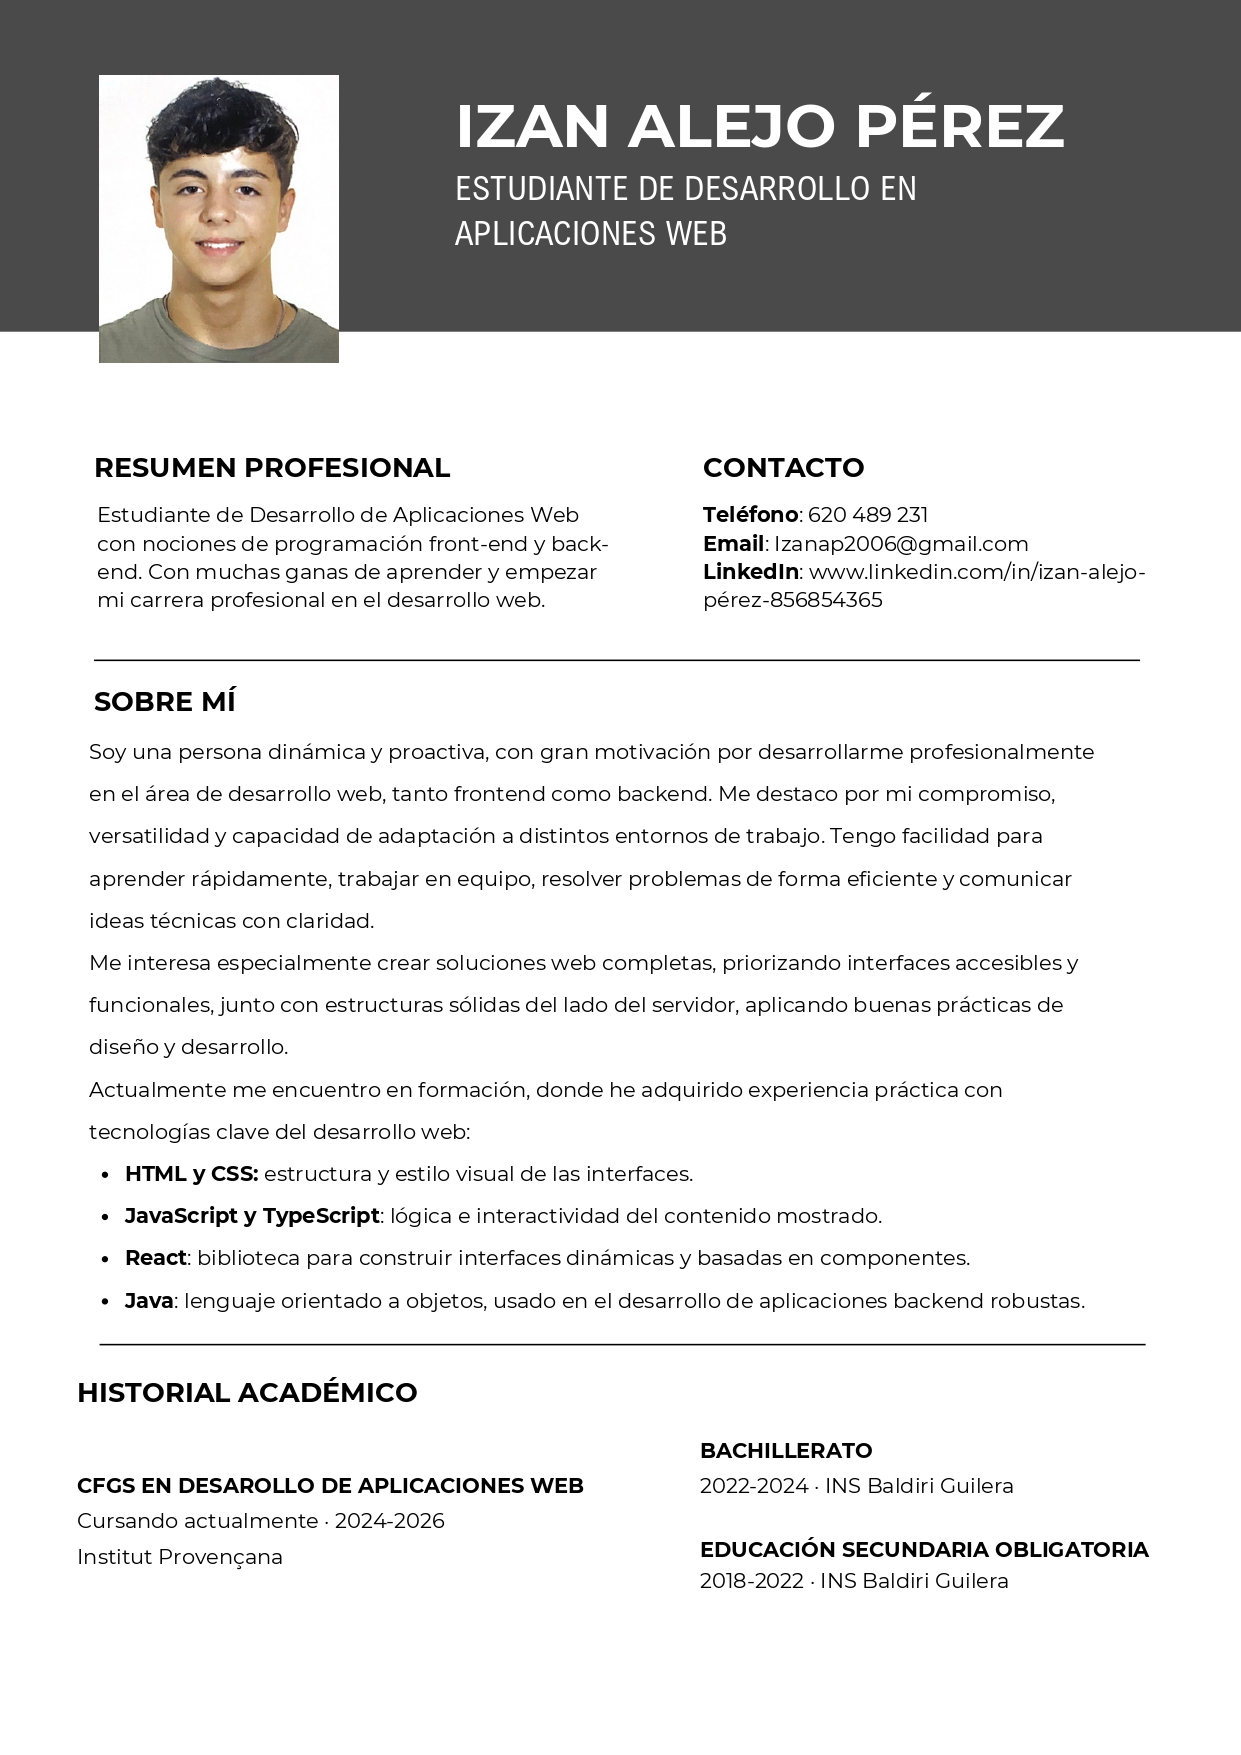 IZAN ALEJO PÉREZ
ESTUDIANTE DE DESARROLLO EN
APLICACIONES WEB
RESUMEN PROFESIONAL
Estudiante de Desarrollo de Aplicaciones Web
con nociones de programación front-end y back-
end. Con muchas ganas de aprender y empezar
mi carrera profesional en el desarrollo web.
CONTACTO
Teléfono: 620 489 231
Email: Izanap2006@gmail.com
LinkedIn: www.linkedin.com/in/izan-alejo-
pérez-856854365
SOBRE MÍ
Soy una persona dinámica y proactiva, con gran motivación por desarrollarme profesionalmente
en el área de desarrollo web, tanto frontend como backend. Me destaco por mi compromiso,
versatilidad y capacidad de adaptación a distintos entornos de trabajo. Tengo facilidad para
aprender rápidamente, trabajar en equipo, resolver problemas de forma eficiente y comunicar
ideas técnicas con claridad.
Me interesa especialmente crear soluciones web completas, priorizando interfaces accesibles y
funcionales, junto con estructuras sólidas del lado del servidor, aplicando buenas prácticas de
diseño y desarrollo.
Actualmente me encuentro en formación, donde he adquirido experiencia práctica con
tecnologías clave del desarrollo web:
• HTML y CSS: estructura y estilo visual de las interfaces.
• JavaScript y TypeScript: lógica e interactividad del contenido mostrado.
• React: biblioteca para construir interfaces dinámicas y basadas en componentes.
• Java: lenguaje orientado a objetos, usado en el desarrollo de aplicaciones backend robustas.
HISTORIAL ACADÉMICO
CFGS EN DESAROLLO DE APLICACIONES WEB
Cursando actualmente · 2024-2026
Institut Provençana
BACHILLERATO
2022-2024 · INS Baldiri Guilera
EDUCACIÓN SECUNDARIA OBLIGATORIA
2018-2022 · INS Baldiri Guilera